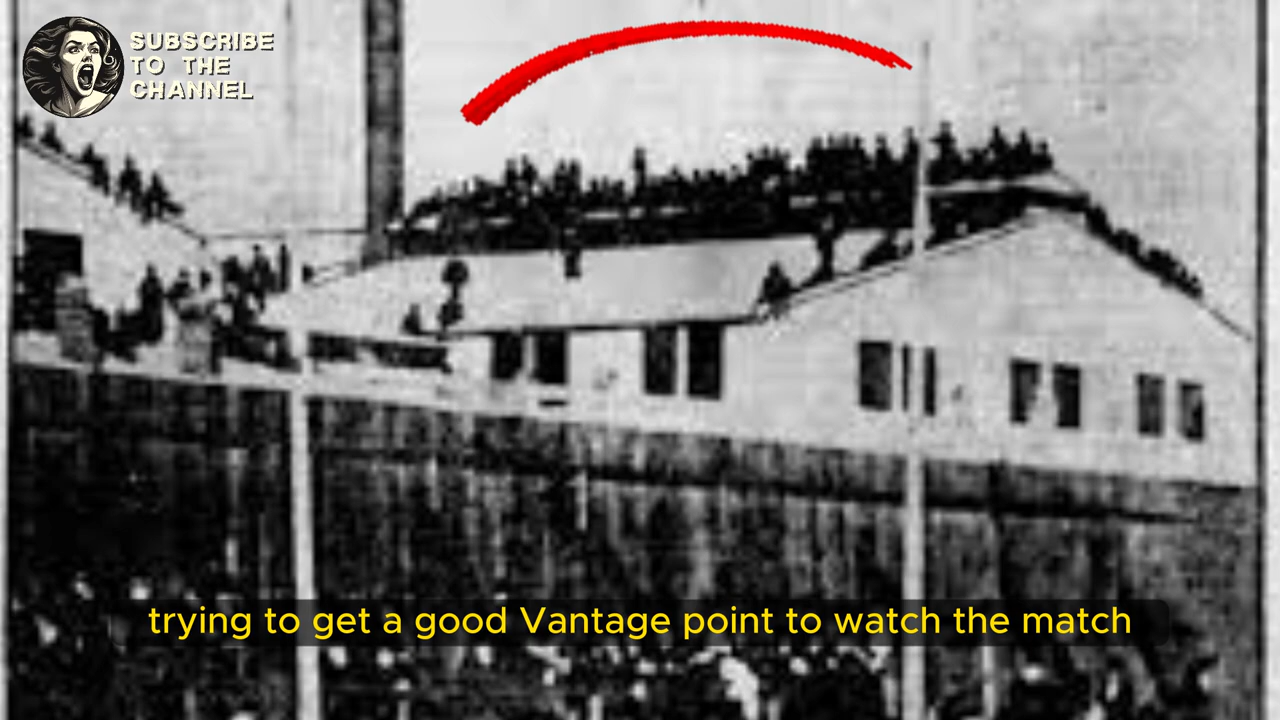 SUBSCRIBE
TO THE
CHANNEL
trying to get a good Vantage point to watch the match